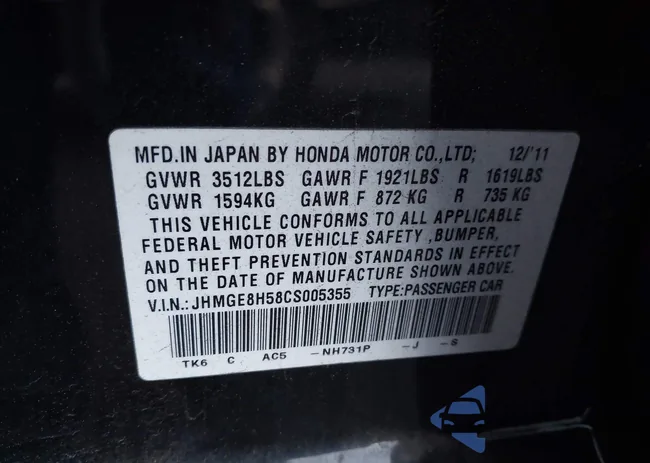 MFD.IN JAPAN BY HONDA MOTOR CO.,LTD; 12/'11
GVWR 3512LBS GAWR F 1921LBS R 1619LBS
GVWR 1594KG GAWR F 872 KG R 735 KG
THIS VEHICLE CONFORMS TO ALL APPLICABLE
FEDERAL MOTOR VEHICLE SAFETY ,BUMPER,
AND THEFT PREVENTION STANDARDS IN EFFECT
ON THE DATE OF MANUFACTURE SHOWN ABOVE.
V.I.N.: JHMGE8H58CS005355 TYPE:PASSENGER CAR
TK6 C AC5 -NH731P -J -8